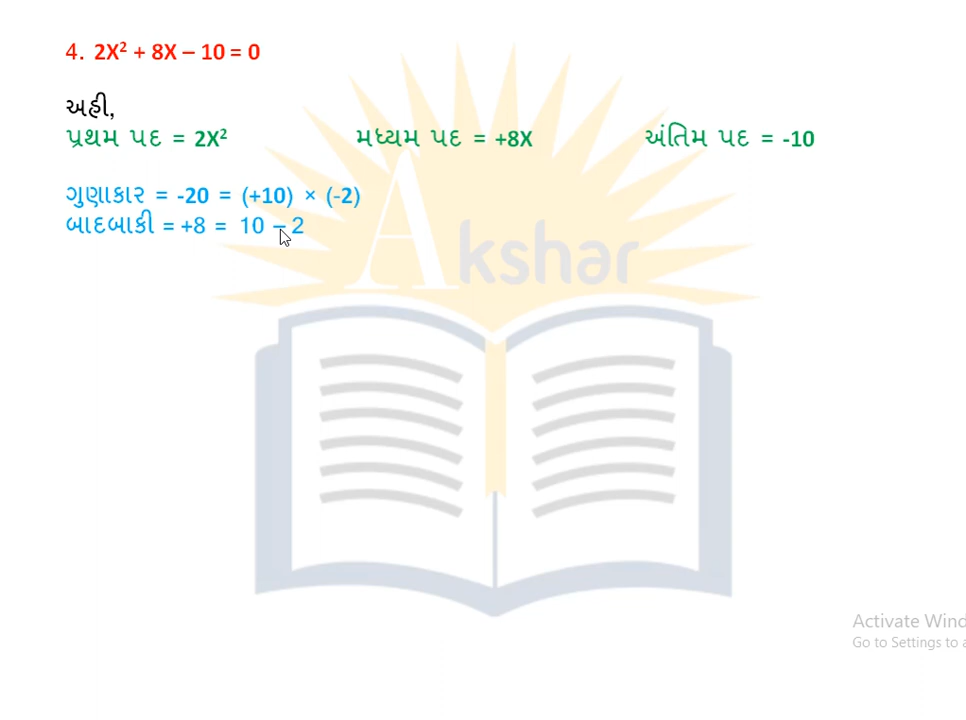 4. 2X² + 8X – 10 = 0
અહી,
પ્રથમ પદ = 2X² મધ્યમ પદ = +8X અંતિમ પદ = -10
ગુણાકાર = -20 = (+10) × (-2)
બાદબાકી = +8 = 10 – 2
Akshar
Activate Wind
Go to Settings to a